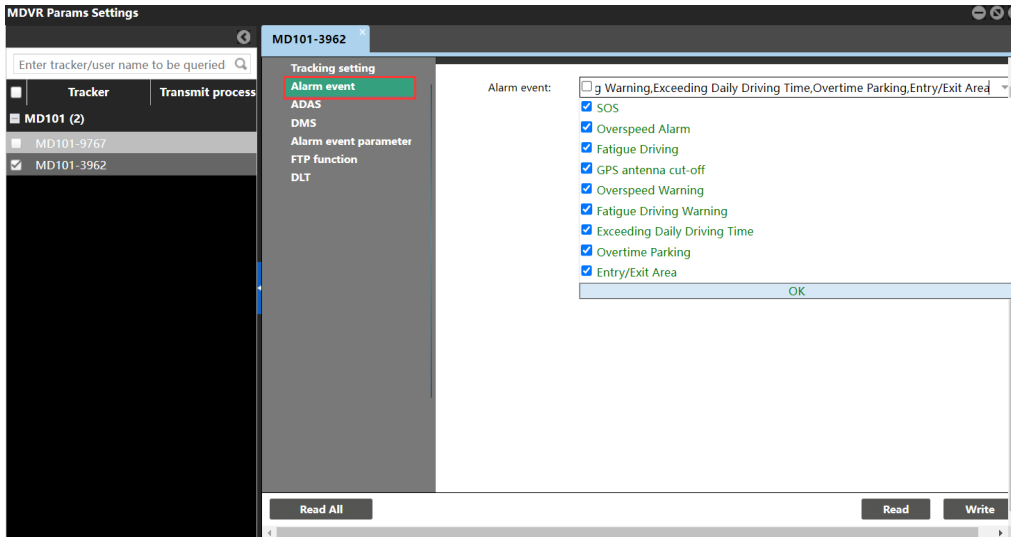 MDVR Params Settings
MD101-3962
Enter tracker/user name to be queried
Tracker Transmit process
MD101 (2)
MD101-9767
MD101-3962
Tracking setting
Alarm event
ADAS
DMS
Alarm event parameter
FTP function
DLT
Alarm event:
g Warning,Exceeding Daily Driving Time,Overtime Parking,Entry/Exit Area
SOS
Overspeed Alarm
Fatigue Driving
GPS antenna cut-off
Overspeed Warning
Fatigue Driving Warning
Exceeding Daily Driving Time
Overtime Parking
Entry/Exit Area
OK
Read All
Read
Write